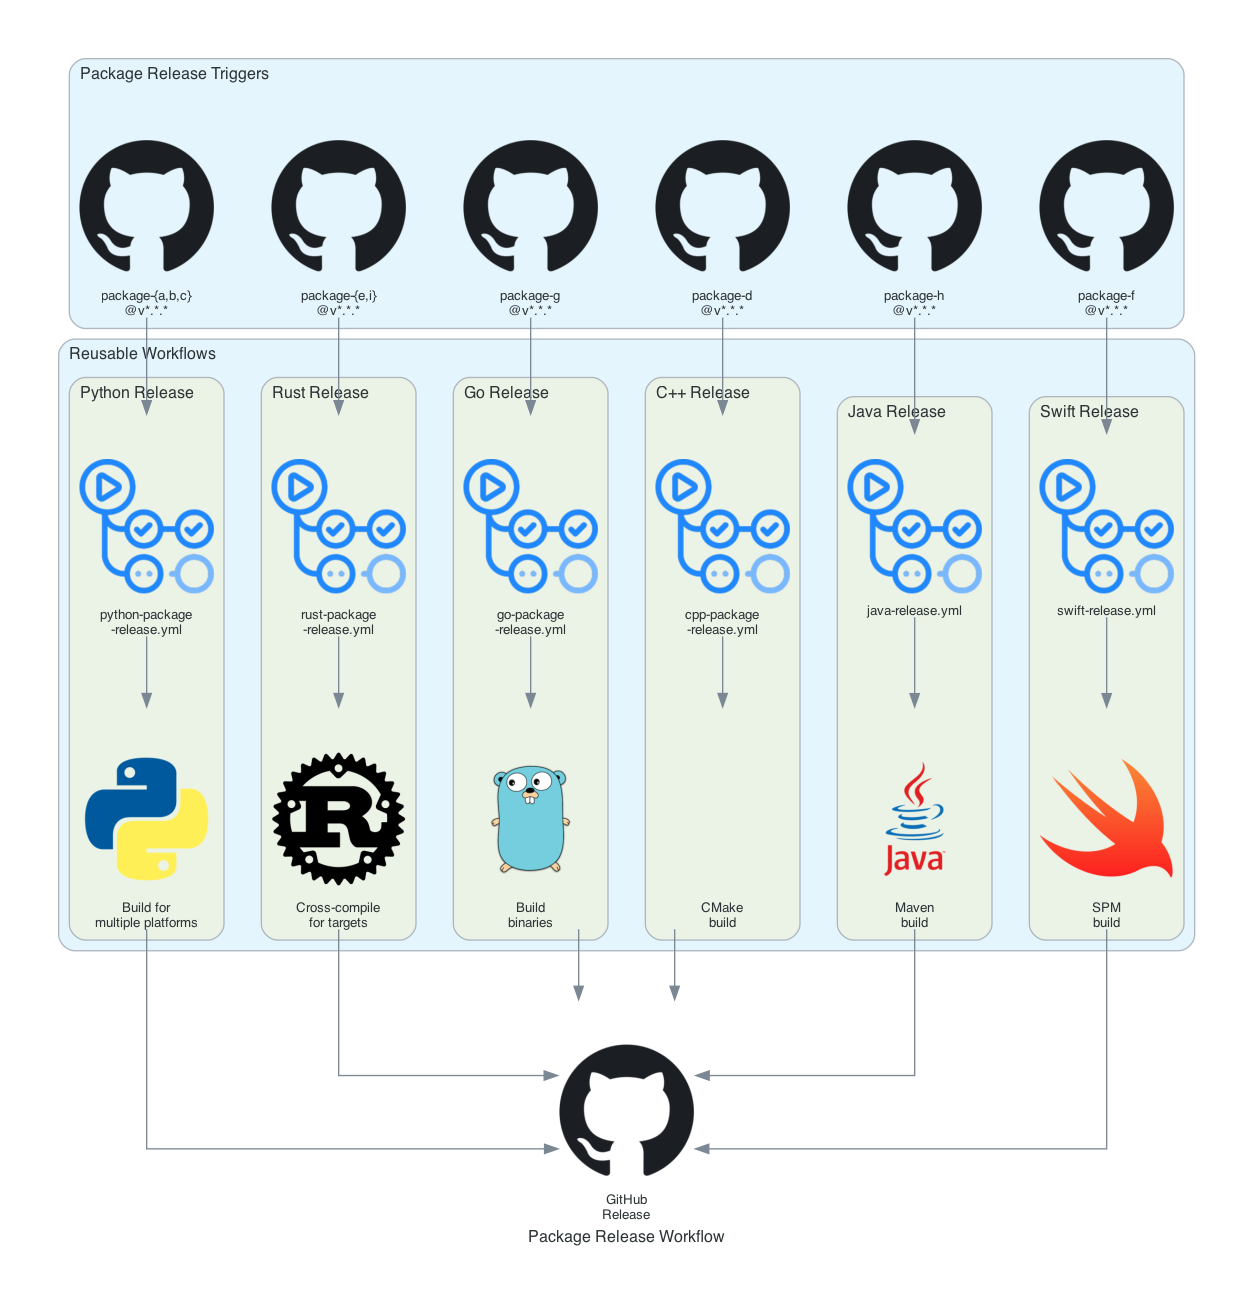 Package Release Triggers
package-{a,b,c}
@v*.*.*
package-{e,i}
@v*.*.*
package-g
@v*.*.*
package-d
@v*.*.*
package-h
@v*.*.*
package-f
@v*.*.*
Reusable Workflows
Python Release
Rust Release
Go Release
C++ Release
Java Release
Swift Release
python-package
-release.yml
rust-package
-release.yml
go-package
-release.yml
cpp-package
-release.yml
java-release.yml
swift-release.yml
Java
Build for
multiple platforms
Cross-compile
for targets
Build
binaries
CMake
build
Maven
build
SPM
build
GitHub
Release
Package Release Workflow